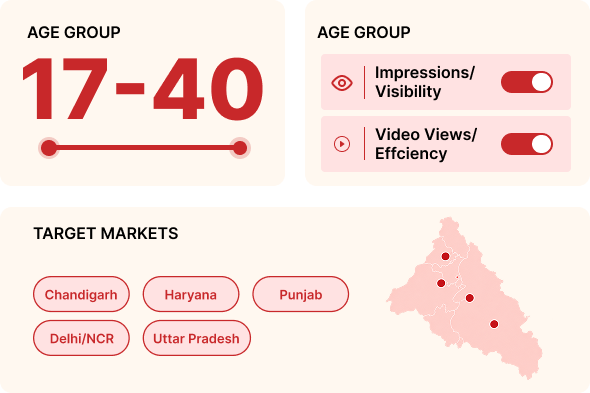 AGE GROUP
17-40
AGE GROUP
Impressions/
Visibility
Video Views/
Effciency
TARGET MARKETS
Chandigarh
Haryana
Punjab
Delhi/NCR
Uttar Pradesh